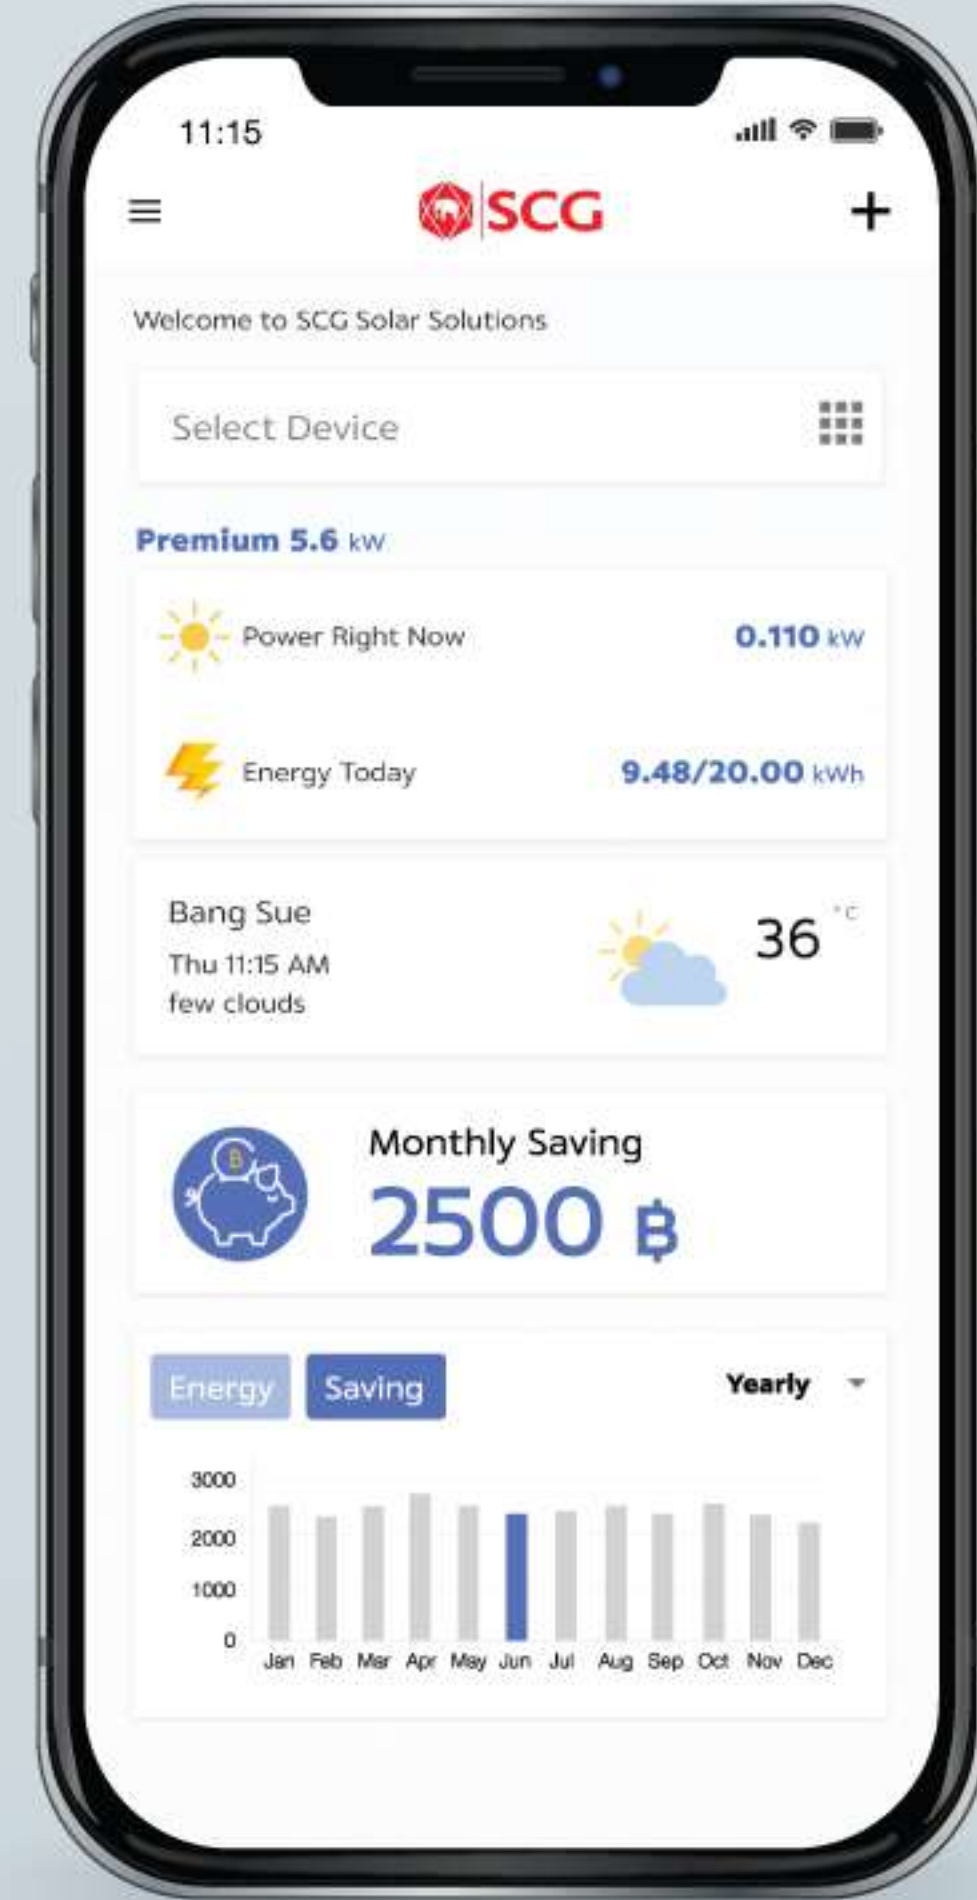 11:15
SCG
Welcome to SCG Solar Solutions
Select Device
Premium 5.6 kW
Power Right Now 0.110 kW
Energy Today 9.48/20.00 kWh
Bang Sue
Thu 11:15 AM
few clouds
36 °C
฿
Monthly Saving
2500 ฿
Energy Saving Yearly
3000
2000
1000
0
Jan Feb Mar Apr May Jun Jul Aug Sep Oct Nov Dec